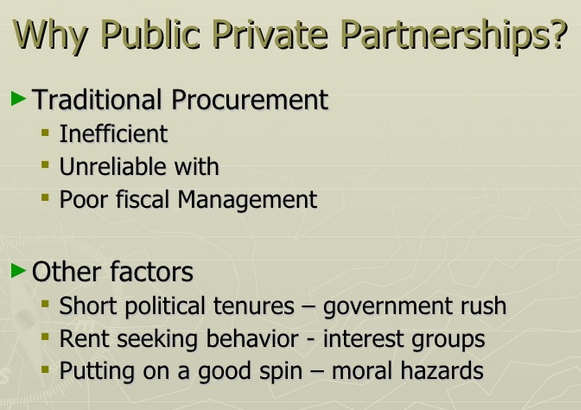 Why Public Private Partnerships?
Traditional Procurement
Inefficient
Unreliable with
Poor fiscal Management
Other factors
Short political tenures – government rush
Rent seeking behavior - interest groups
Putting on a good spin – moral hazards